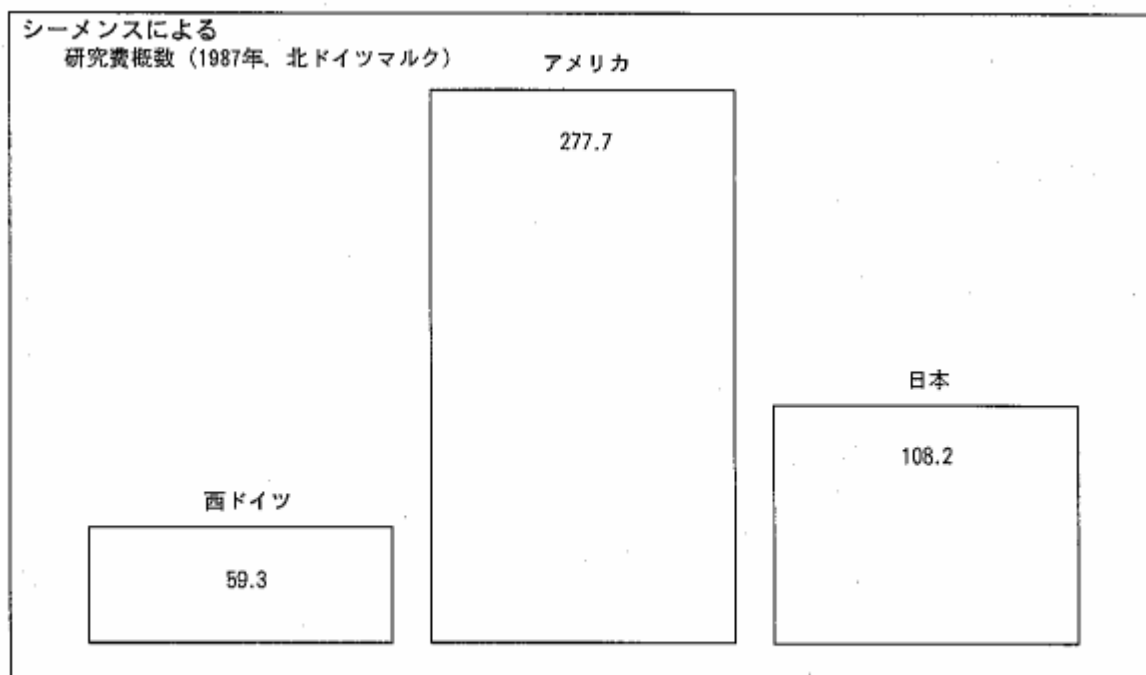 シーメンスによる
研究費概数（1987年、北ドイツマルク）
アメリカ
277.7
日本
108.2
西ドイツ
59.3